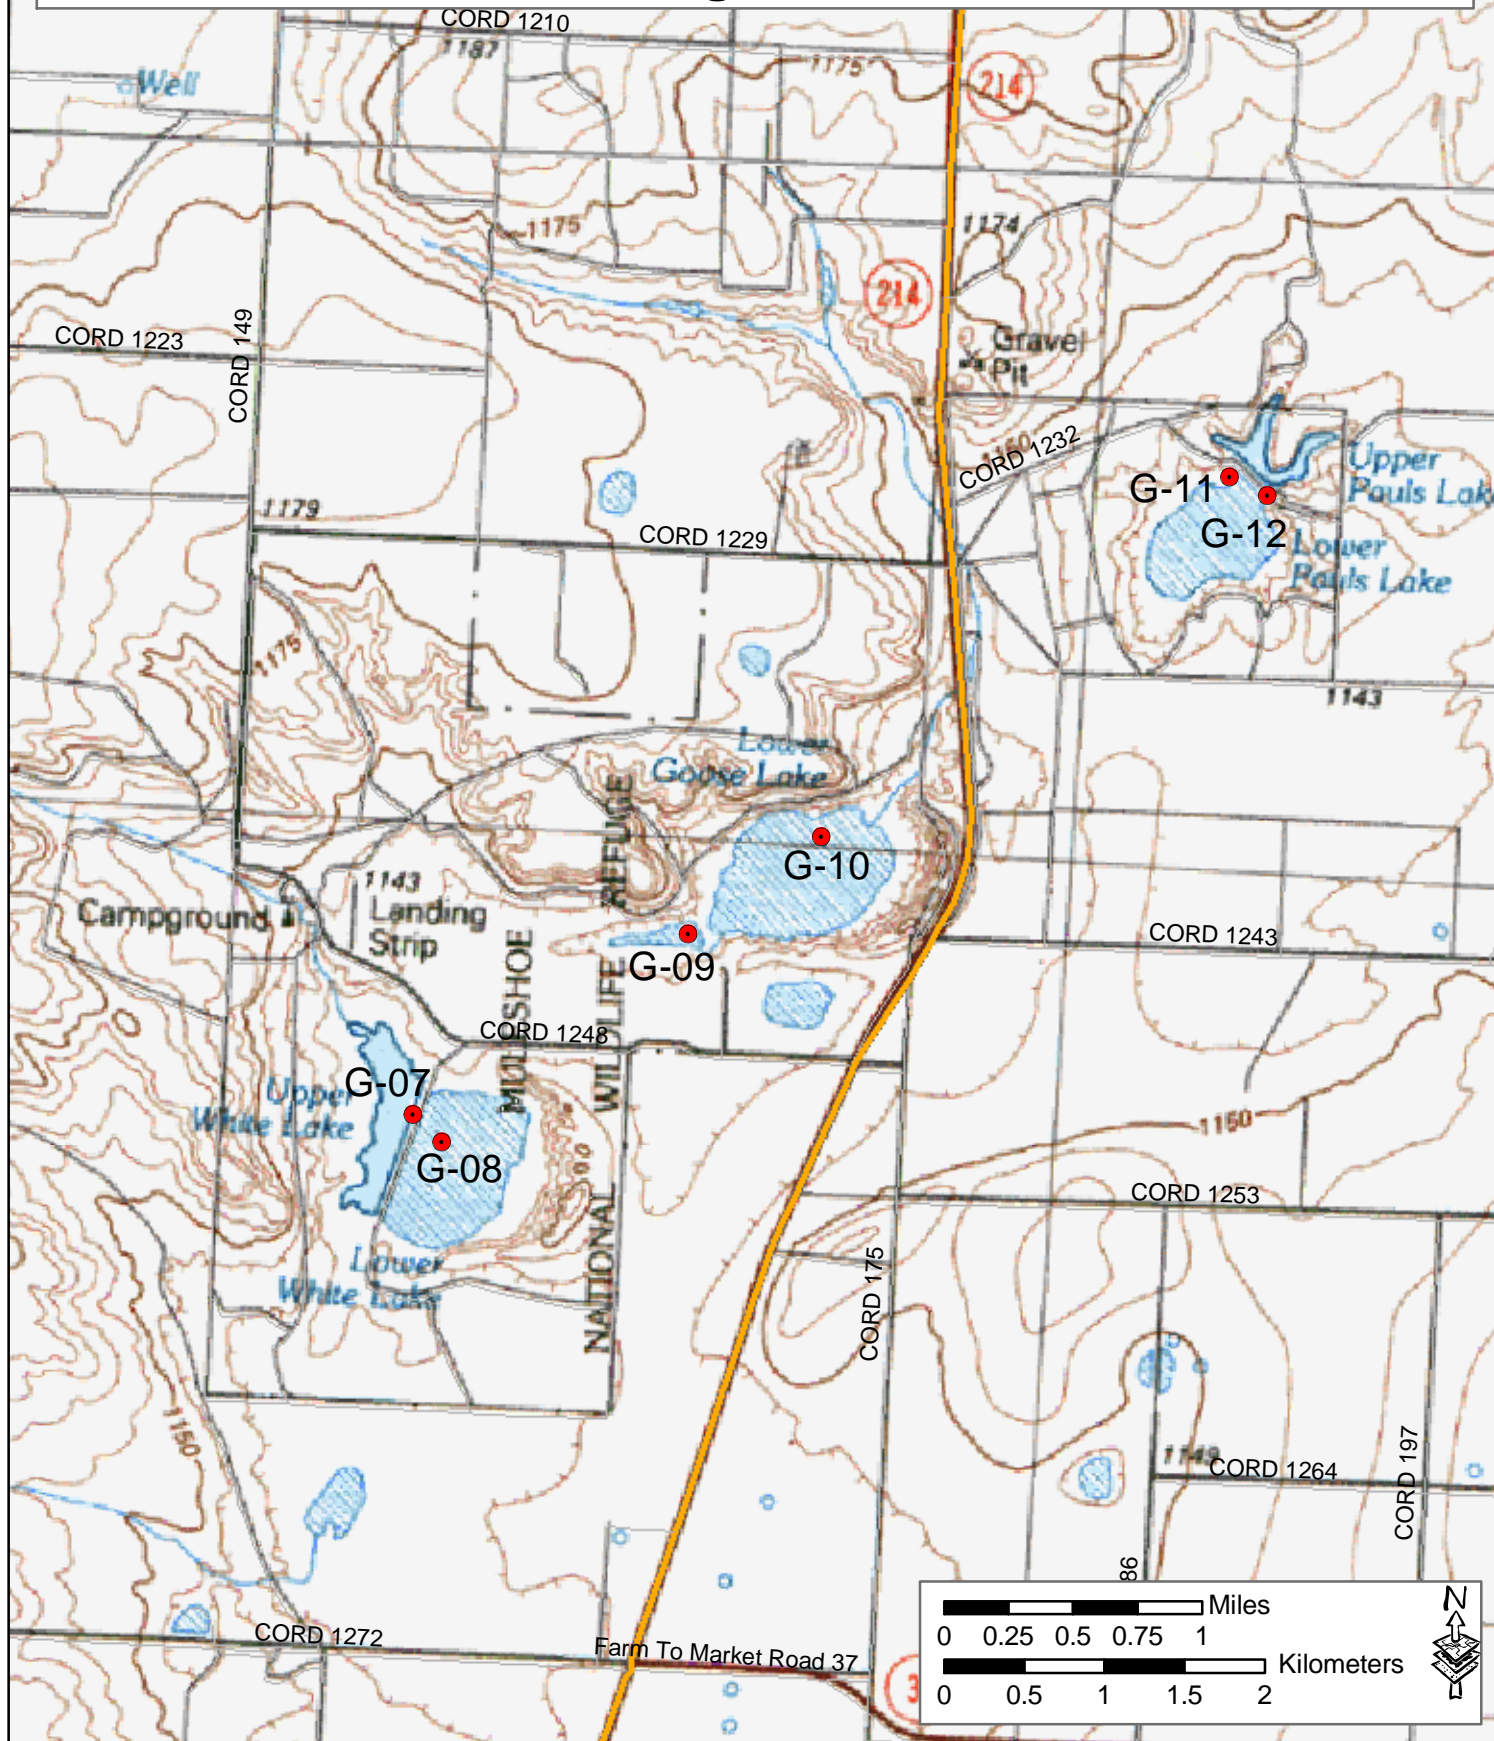 CORD 1210
1187
1175
214
Well
1175
1174
214
CORD 1223
CORD 149
Gravel
Pit
1150
CORD 1232
Upper
Pauls Lak
G-11
G-12
Lower
Pauls Lake
1179
CORD 1229
1175
1143
Lower
Goose Lake
G-10
1143
Landing
Strip
Campground
G-09
CORD 1243
MULESHOE
NATIONAL WILDLIFE REFUGE
CORD 1248
G-07
Upper
White Lake
G-08
1150
CORD 1253
Lower
White Lake
CORD 175
1150
1149
CORD 1264
CORD 197
86
CORD 1272
Farm To Market Road 37
3
Miles
0 0.25 0.5 0.75 1
Kilometers
0 0.5 1 1.5 2
N